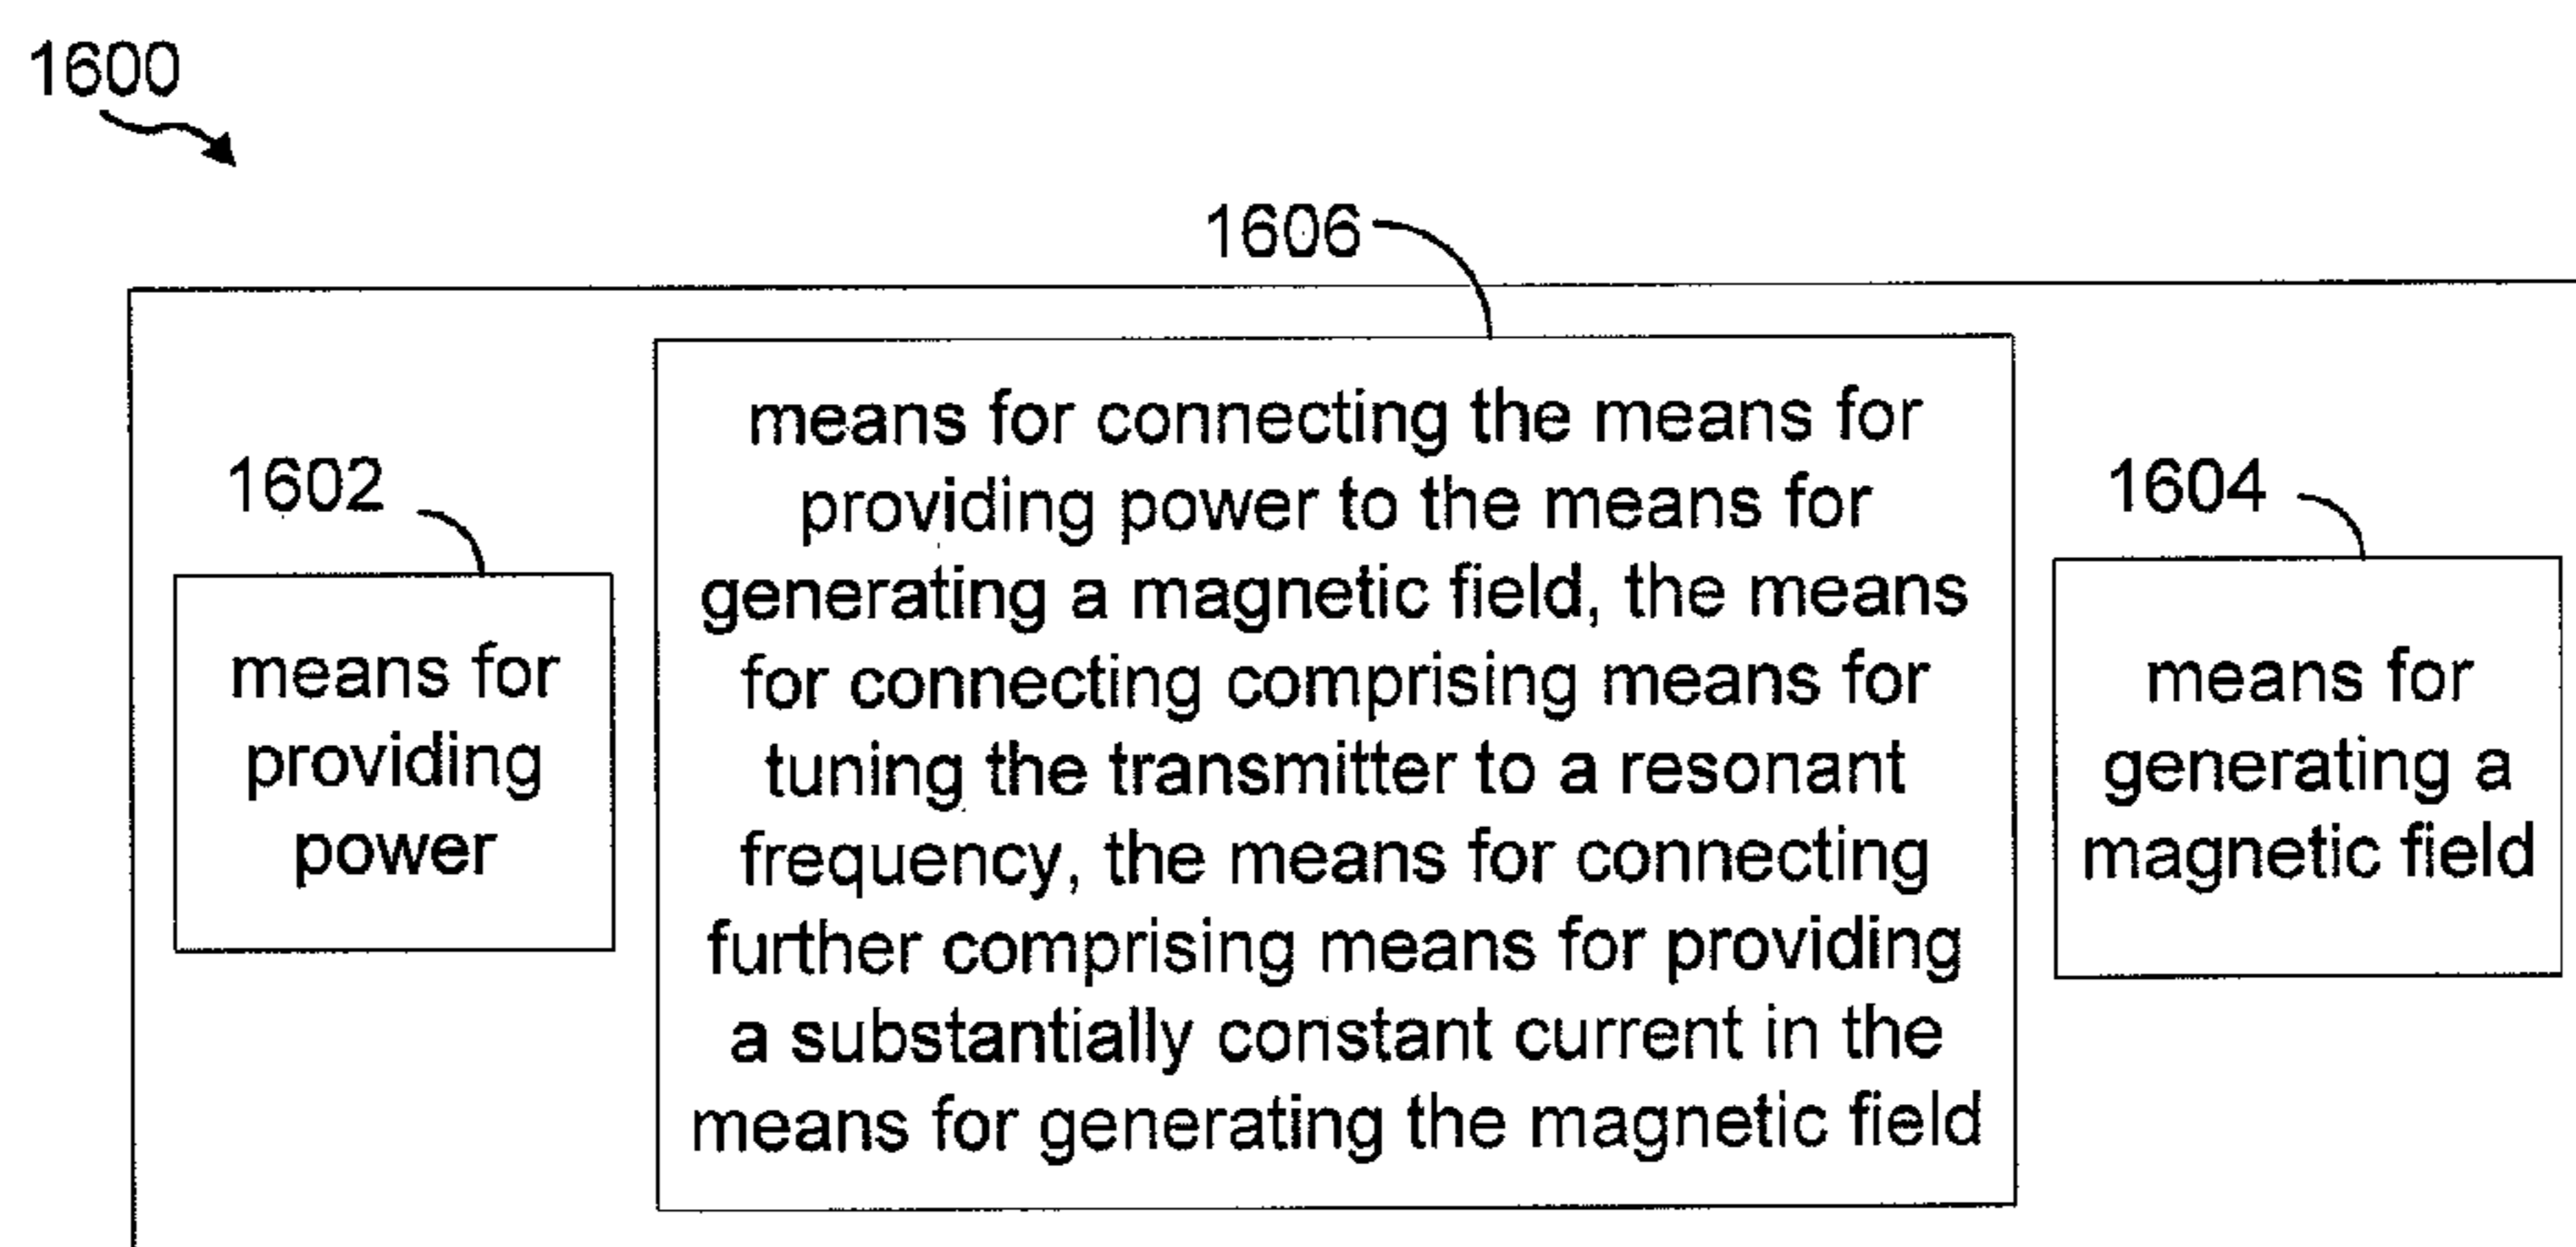 1600
1606
1602
means for
providing
power
means for connecting the means for
providing power to the means for
generating a magnetic field, the means
for connecting comprising means for
tuning the transmitter to a resonant
frequency, the means for connecting
further comprising means for providing
a substantially constant current in the
means for generating the magnetic field
1604
means for
generating a
magnetic field